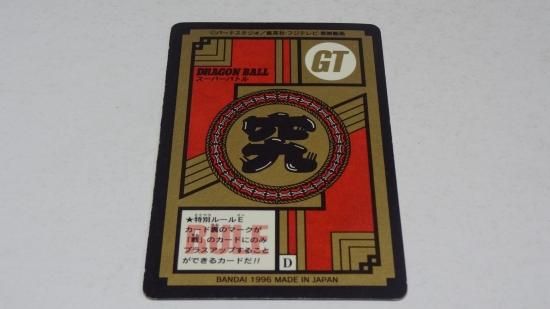 ©バードスタジオ/集英社・フジテレビ・東映動画
GT
DRAGON BALL
スーパーバトル
究
★特別ルールE
カード裏のマークが
「戦」のカードにのみ
プラスアップすること
ができるカードだ!!
D
BANDAI 1996 MADE IN JAPAN